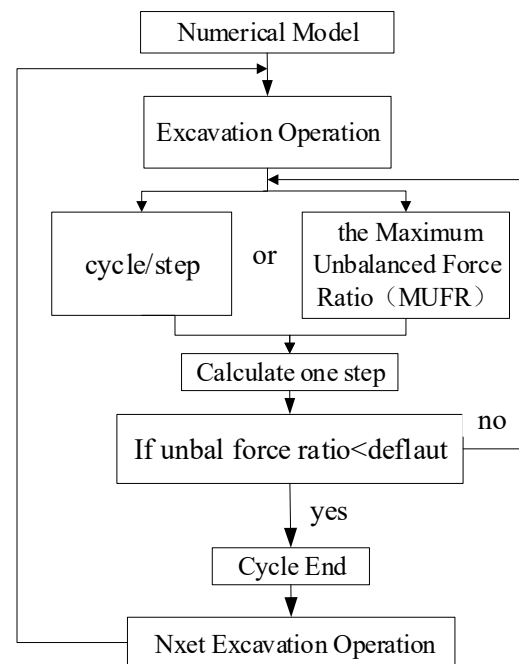 Numerical Model
Excavation Operation
cycle/step
or
the Maximum
Unbalanced Force
Ratio（MUFR）
Calculate one step
If unbal force ratio<deflaut
no
yes
Cycle End
Nxet Excavation Operation